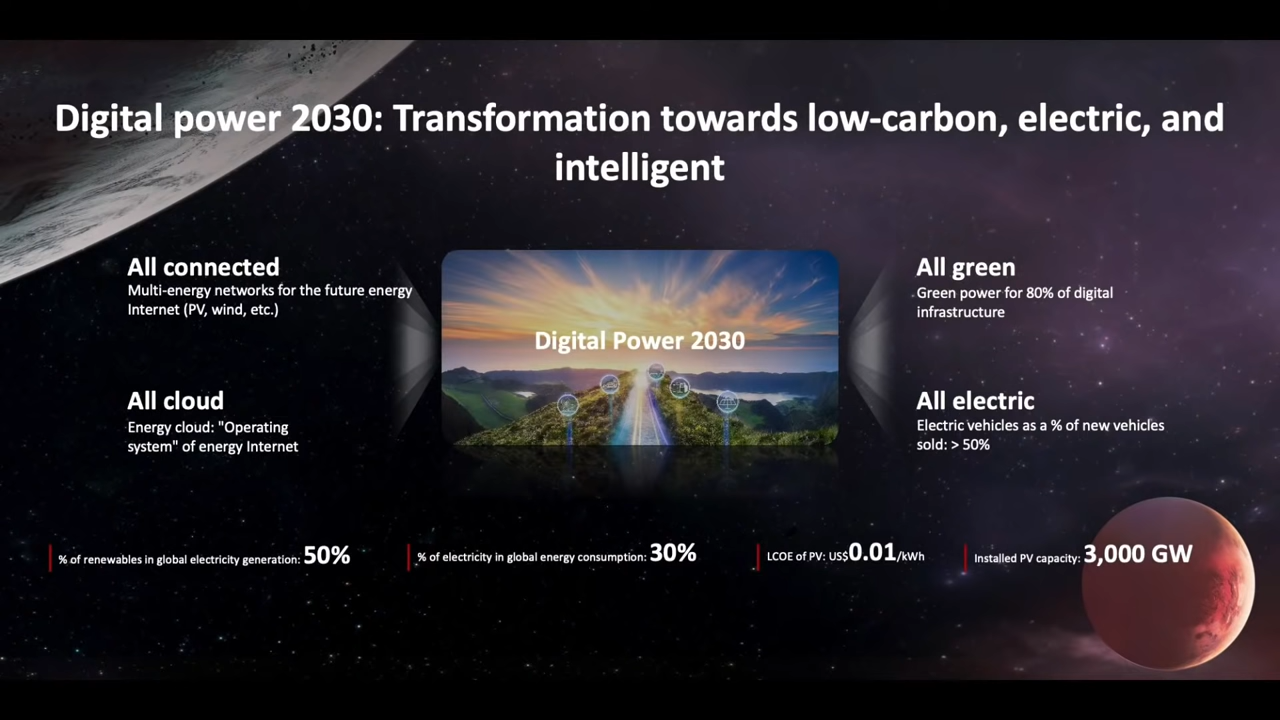 Digital power 2030: Transformation towards low-carbon, electric, and
intelligent
All connected
Multi-energy networks for the future energy
Internet (PV, wind, etc.)
All cloud
Energy cloud: "Operating
system" of energy Internet
Digital Power 2030
All green
Green power for 80% of digital
infrastructure
All electric
Electric vehicles as a % of new vehicles
sold: > 50%
% of renewables in global electricity generation: 50%
% of electricity in global energy consumption: 30%
LCOE of PV: US$0.01/kWh
Installed PV capacity: 3,000 GW